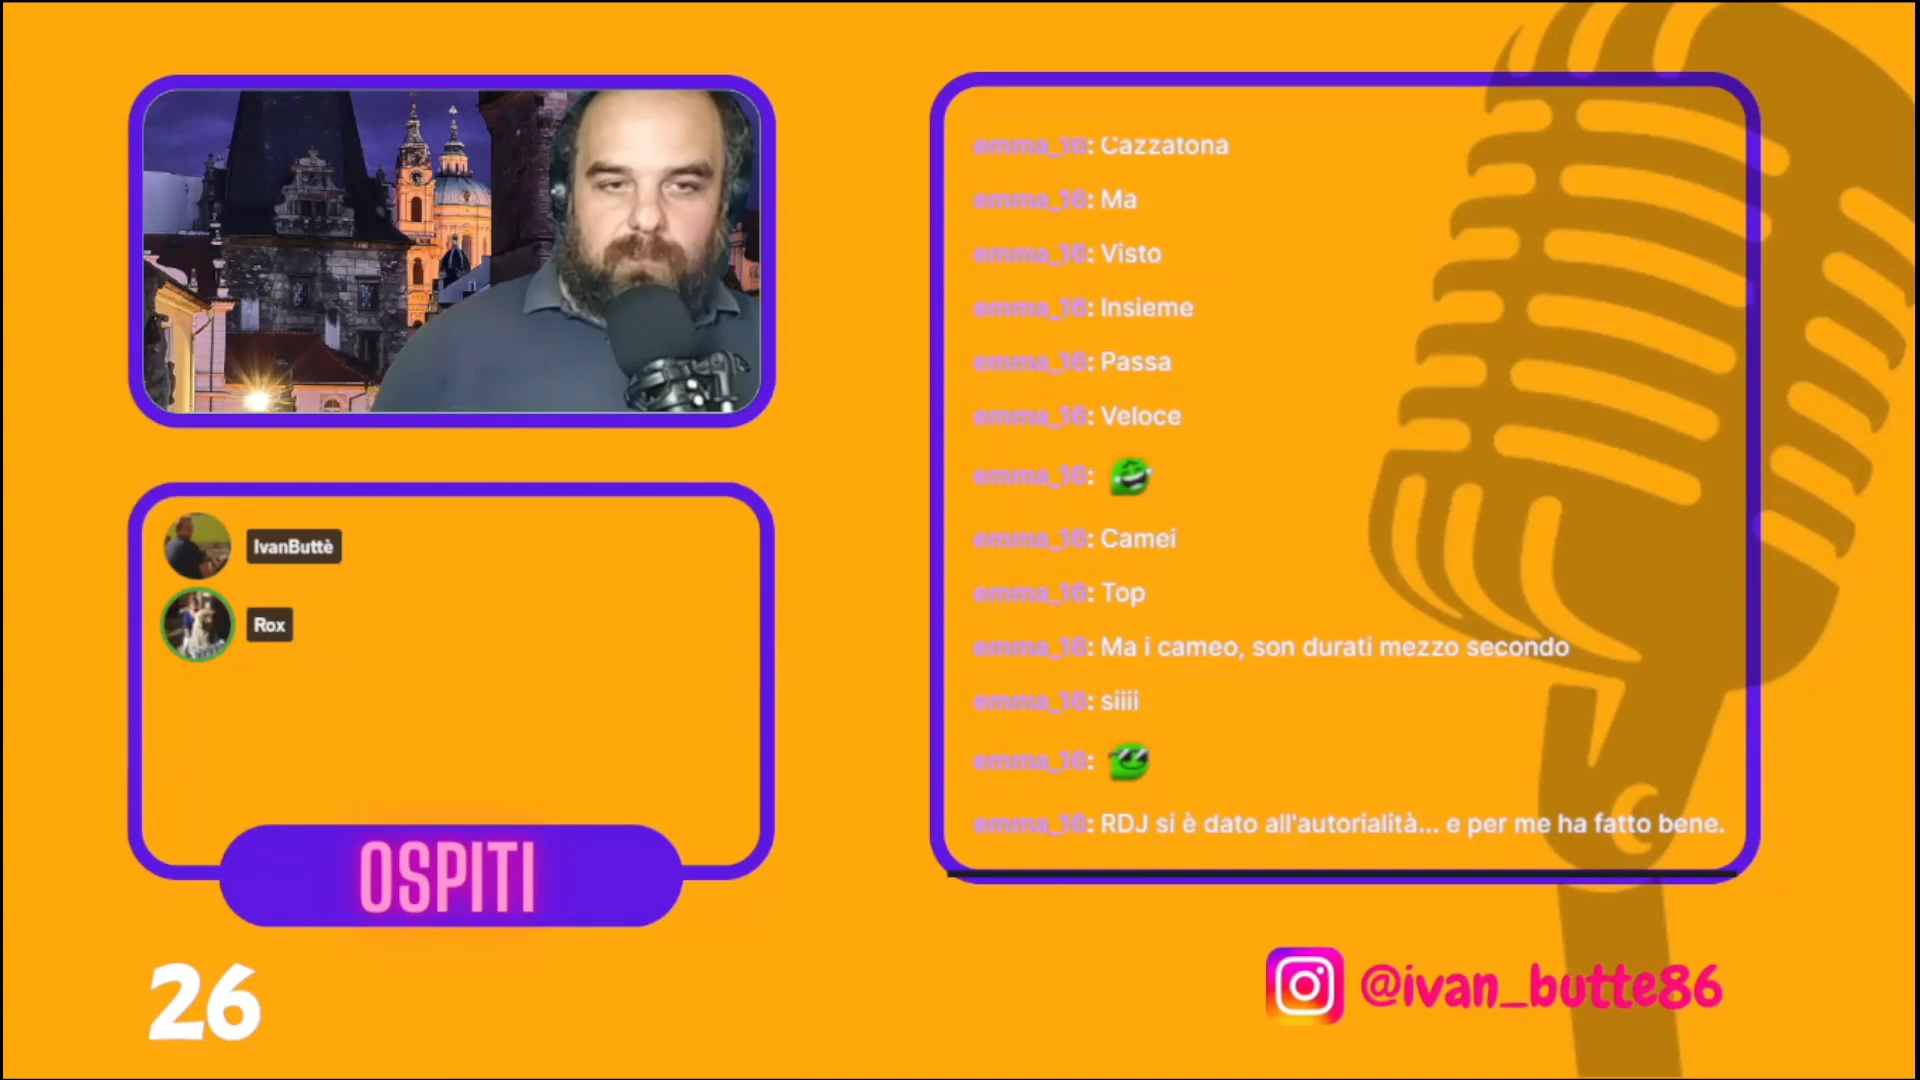 emma_16: Cazzatona
emma_16: Ma
emma_16: Visto
emma_16: Insieme
emma_16: Passa
emma_16: Veloce
emma_16:
emma_16: Camei
emma_16: Top
emma_16: Ma i cameo, son durati mezzo secondo
emma_16: siiii
emma_16:
emma_16: RDJ si è dato all'autorialità... e per me ha fatto bene.
IvanButtè
Rox
OSPITI
26
@ivan_butte86